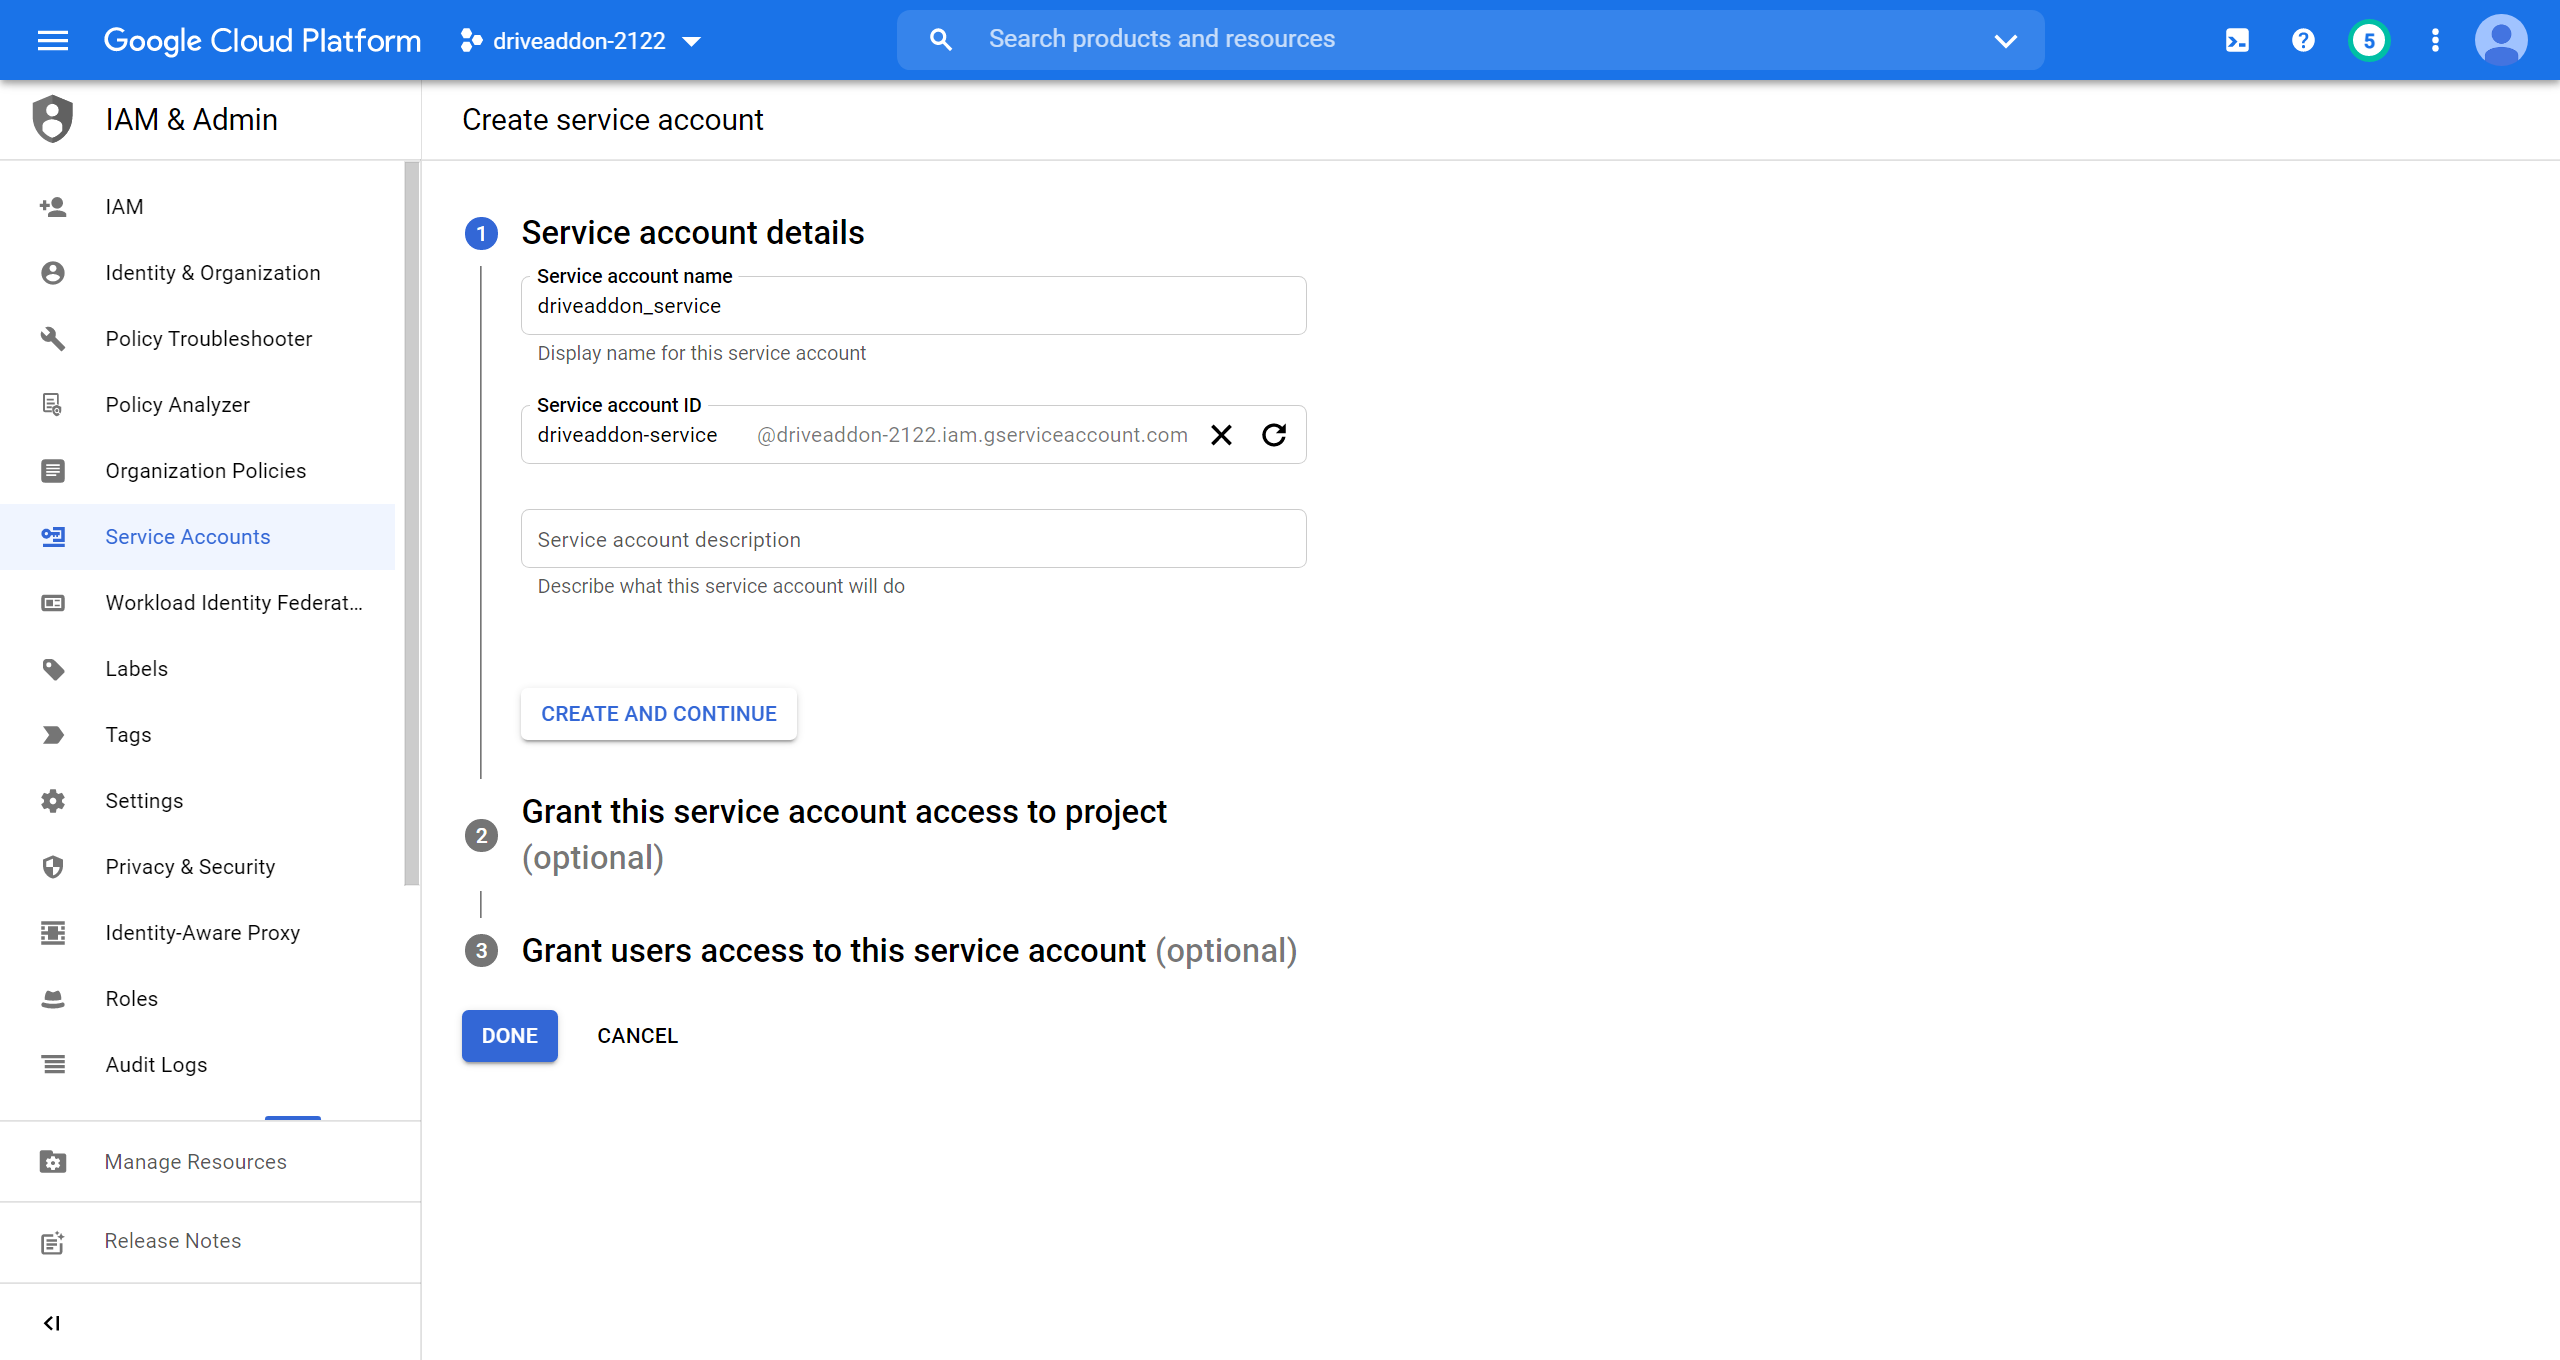 Google Cloud Platform
driveaddon-2122
Search products and resources
5
IAM & Admin
Create service account
IAM
Identity & Organization
Policy Troubleshooter
Policy Analyzer
Organization Policies
Service Accounts
Workload Identity Federat...
Labels
Tags
Settings
Privacy & Security
Identity-Aware Proxy
Roles
Audit Logs
Manage Resources
Release Notes
1 Service account details
Service account name
driveaddon_service
Display name for this service account
Service account ID
driveaddon-service @driveaddon-2122.iam.gserviceaccount.com
Service account description
Describe what this service account will do
CREATE AND CONTINUE
2 Grant this service account access to project
(optional)
3 Grant users access to this service account (optional)
DONE CANCEL